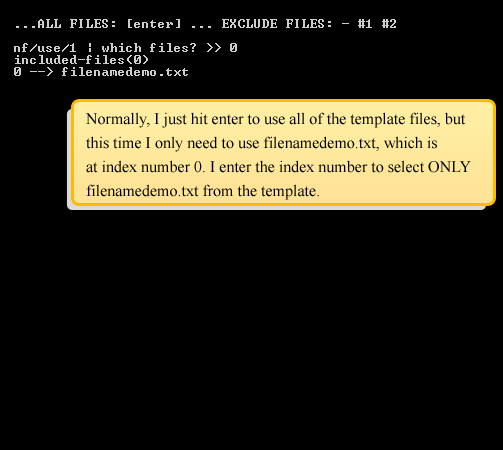 ...ALL FILES: [enter] ... EXCLUDE FILES: - #1 #2
nf/use/1 ¦ which files? >> 0
included-files(0)
0 --> filenamedemo.txt
Normally, I just hit enter to use all of the template files, but
this time I only need to use filenamedemo.txt, which is
at index number 0. I enter the index number to select ONLY
filenamedemo.txt from the template.